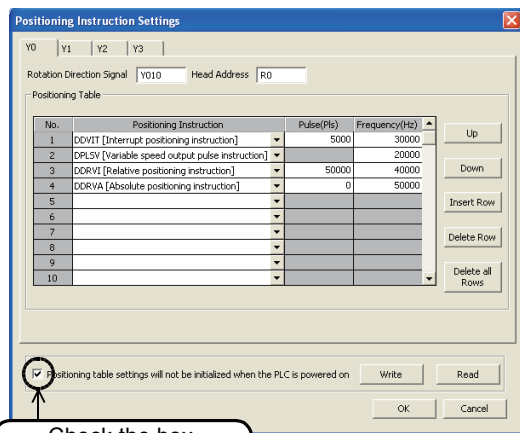 Positioning Instruction Settings
Y0 Y1 Y2 Y3
Rotation Direction Signal Y010 Head Address R0
Positioning Table
No. Positioning Instruction Pulse(Pls) Frequency(Hz)
1 DDVIT [Interrupt positioning instruction] 5000 30000
2 DPLSV [Variable speed output pulse instruction] 20000
3 DDRVI [Relative positioning instruction] 50000 40000
4 DDRVA [Absolute positioning instruction] 0 50000
5
6
7
8
9
10
Up
Down
Insert Row
Delete Row
Delete all
Rows
Positioning table settings will not be initialized when the PLC is powered on Write Read
OK Cancel
Check the box